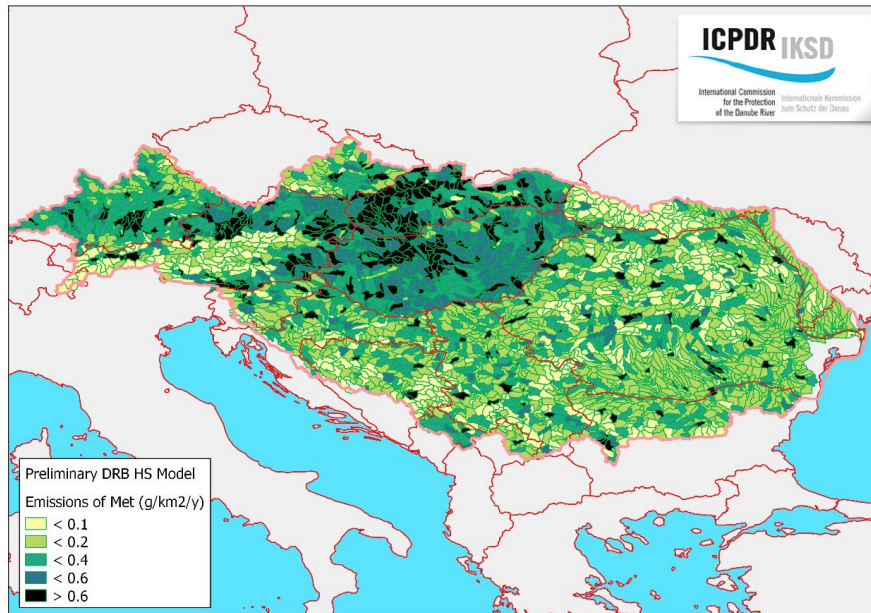 ICPDR IKSD
International Commission
for the Protection
of the Danube River
Internationale Kommission
zum Schutz der Donau
Preliminary DRB HS Model
Emissions of Met (g/km2/y)
< 0.1
< 0.2
< 0.4
< 0.6
> 0.6